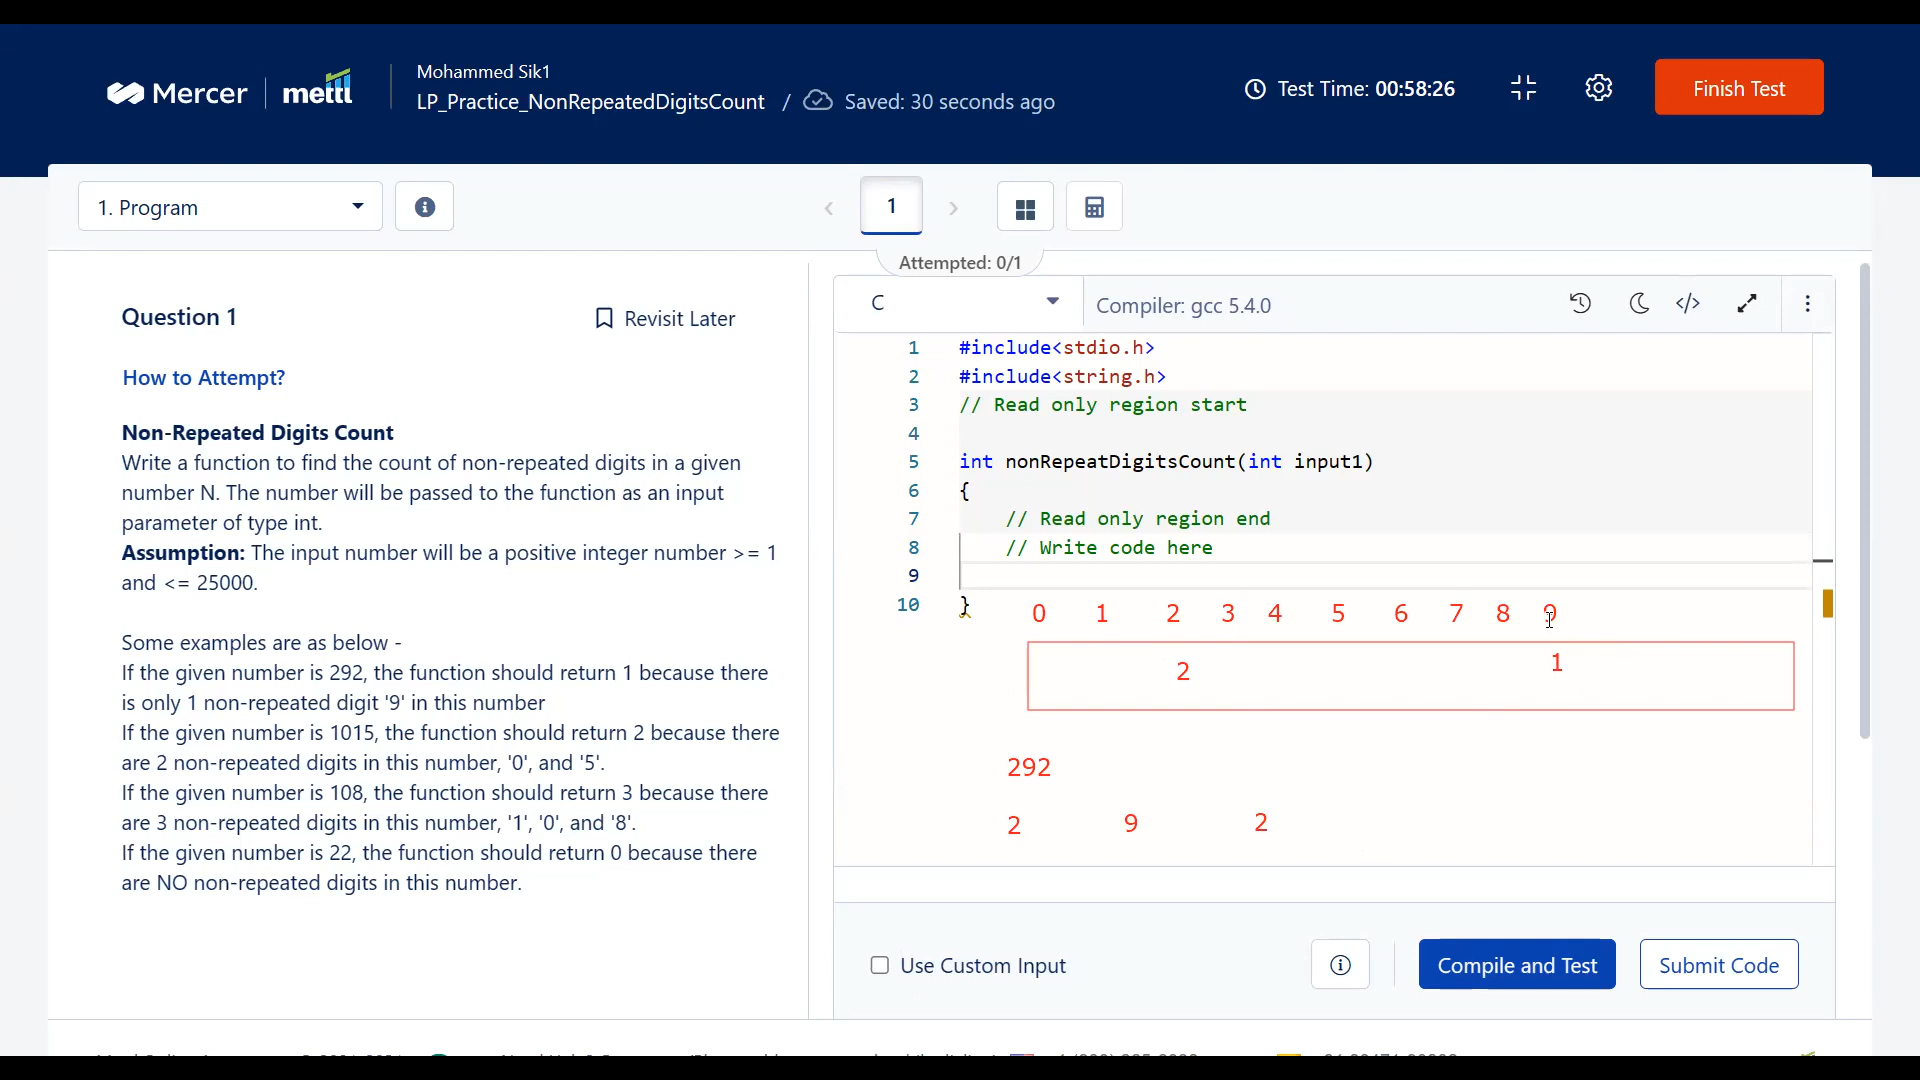 Mercer mettl
Mohammed Sik1
LP_Practice_NonRepeatedDigitsCount / Saved: 30 seconds ago
Test Time: 00:58:26
Finish Test
1. Program
1
Attempted: 0/1
Question 1
Revisit Later
How to Attempt?
Non-Repeated Digits Count
Write a function to find the count of non-repeated digits in a given
number N. The number will be passed to the function as an input
parameter of type int.
Assumption: The input number will be a positive integer number >= 1
and <= 25000.
Some examples are as below -
If the given number is 292, the function should return 1 because there
is only 1 non-repeated digit '9' in this number
If the given number is 1015, the function should return 2 because there
are 2 non-repeated digits in this number, '0', and '5'.
If the given number is 108, the function should return 3 because there
are 3 non-repeated digits in this number, '1', '0', and '8'.
If the given number is 22, the function should return 0 because there
are NO non-repeated digits in this number.
C
Compiler: gcc 5.4.0
1 #include<stdio.h>
2 #include<string.h>
3 // Read only region start
4
5 int nonRepeatDigitsCount(int input1)
6 {
7 // Read only region end
8 // Write code here
9
10 }
0 1 2 3 4 5 6 7 8 9
2 1
292
2 9 2
Use Custom Input
Compile and Test
Submit Code